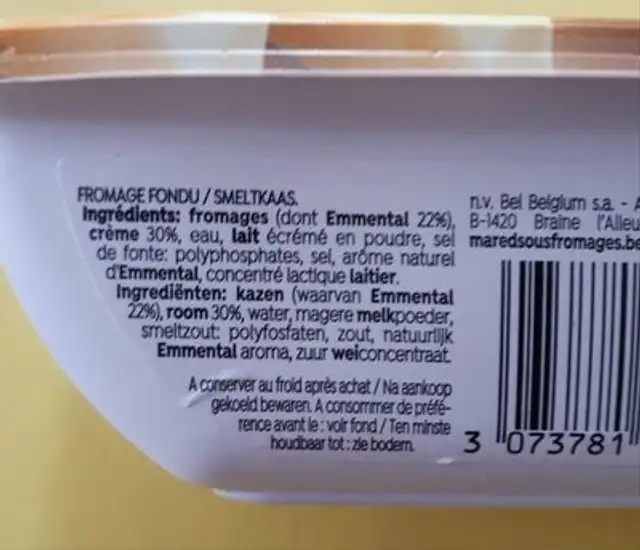 FROMAGE FONDU / SMELTKAAS.
Ingrédients: fromages (dont Emmental 22%),
crème 30%, eau, lait écrémé en poudre, sel
de fonte: polyphosphates, sel, arôme naturel
d'Emmental, concentré lactique laitier.
Ingrediënten: kazen (waarvan Emmental
22%), room 30%, water, magere melkpoeder,
smeltzout: polyfosfaten, zout, natuurlijk
Emmental aroma, zuur weiconcentraat.
A conserver au froid après achat / Na aankoop
gekoeld bewaren. A consommer de préfé-
rence avant le : voir fond / Ten minste
houdbaar tot : zie bodem.
n.v. Bel Belgium s.a. - A
B-1420 Braine l'Alleu
maredsousfromages.be
3 073781